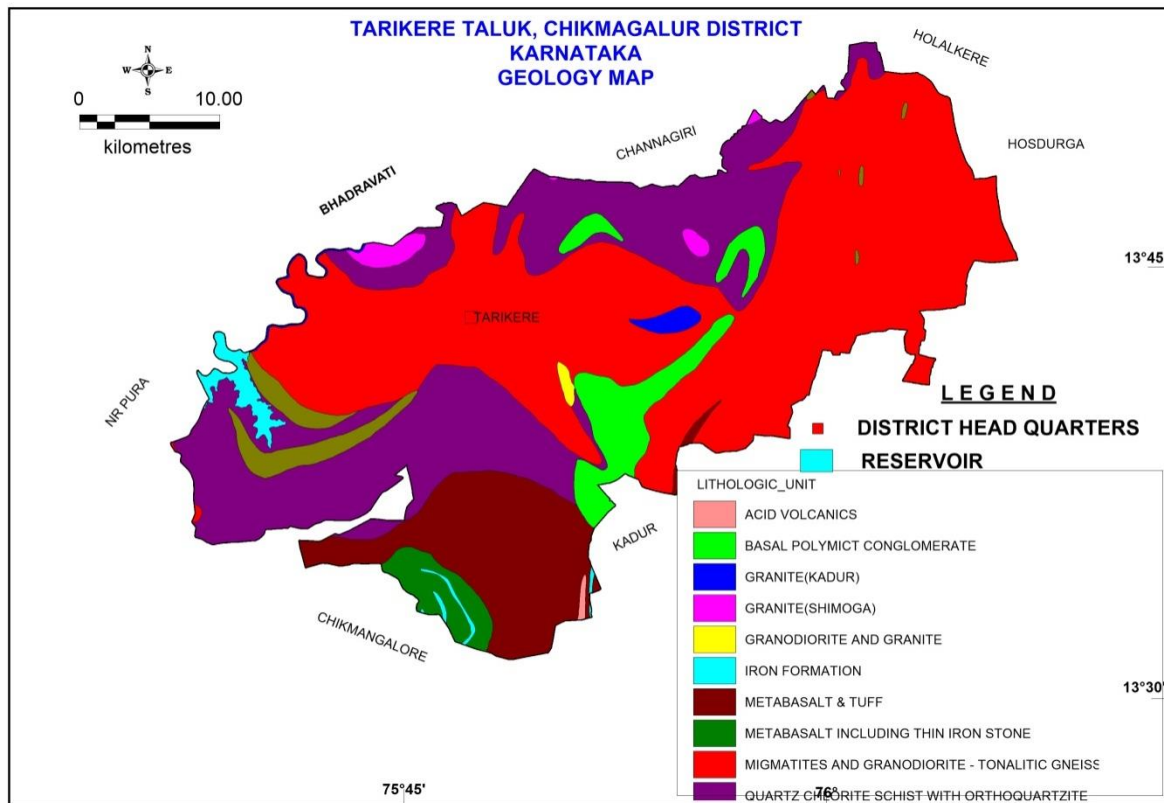 TARIKERE TALUK, CHIKMAGALUR DISTRICT
KARNATAKA
GEOLOGY MAP
N
W E
S
0 10.00
kilometres
HOLALKERE
CHANNAGIRI
HOSDURGA
BHADRAVATI
13°45
TARIKERE
NR PURA
LEGEND
DISTRICT HEAD QUARTERS
RESERVOIR
KADUR
CHIKMANGALORE
LITHOLOGIC_UNIT
ACID VOLCANICS
BASAL POLYMICT CONGLOMERATE
GRANITE(KADUR)
GRANITE(SHIMOGA)
GRANODIORITE AND GRANITE
IRON FORMATION
METABASALT & TUFF
13°30'
METABASALT INCLUDING THIN IRON STONE
MIGMATITES AND GRANODIORITE - TONALITIC GNEISS
75°45'
76°
QUARTZ CHLORITE SCHIST WITH ORTHOQUARTZITE